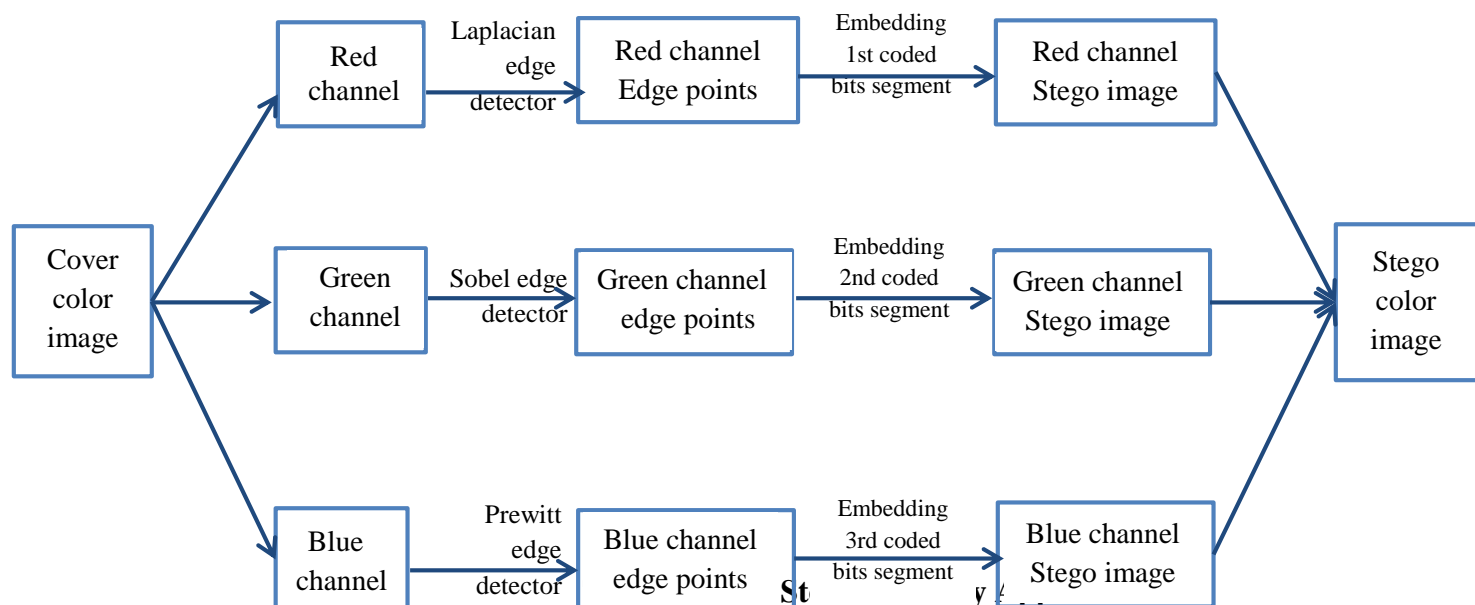 Cover
color
image
Red
channel
Laplacian
edge
detector
Red channel
Edge points
Embedding
1st coded
bits segment
Red channel
Stego image
Green
channel
Sobel edge
detector
Green channel
edge points
Embedding
2nd coded
bits segment
Green channel
Stego image
Blue
channel
Prewitt
edge
detector
Blue channel
edge points
Embedding
3rd coded
bits segment
Blue channel
Stego image
Stego
color
image